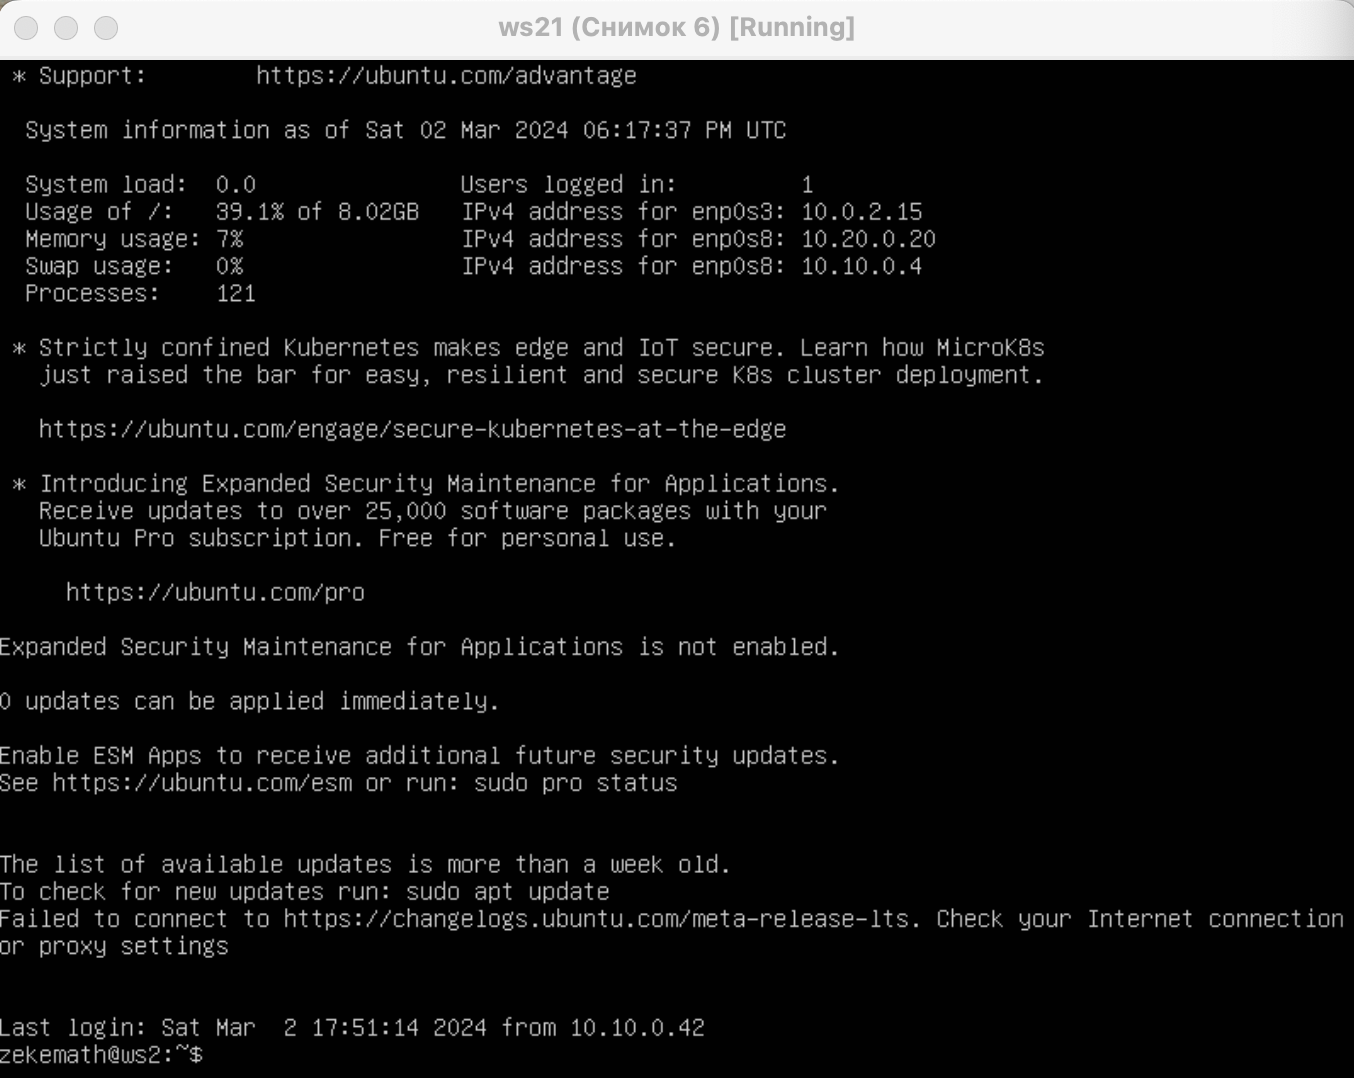 ws21 (Снимок 6) [Running]
* Support: https://ubuntu.com/advantage
System information as of Sat 02 Mar 2024 06:17:37 PM UTC
System load: 0.0 Users logged in: 1
Usage of /: 39.1% of 8.02GB IPv4 address for enp0s3: 10.0.2.15
Memory usage: 7% IPv4 address for enp0s8: 10.20.0.20
Swap usage: 0% IPv4 address for enp0s8: 10.10.0.4
Processes: 121
* Strictly confined Kubernetes makes edge and IoT secure. Learn how MicroK8s
just raised the bar for easy, resilient and secure K8s cluster deployment.
https://ubuntu.com/engage/secure-kubernetes-at-the-edge
* Introducing Expanded Security Maintenance for Applications.
Receive updates to over 25,000 software packages with your
Ubuntu Pro subscription. Free for personal use.
https://ubuntu.com/pro
Expanded Security Maintenance for Applications is not enabled.
0 updates can be applied immediately.
Enable ESM Apps to receive additional future security updates.
See https://ubuntu.com/esm or run: sudo pro status
The list of available updates is more than a week old.
To check for new updates run: sudo apt update
Failed to connect to https://changelogs.ubuntu.com/meta-release-lts. Check your Internet connection
or proxy settings
Last login: Sat Mar  2 17:51:14 2024 from 10.10.0.42
zekemath@ws2:~$